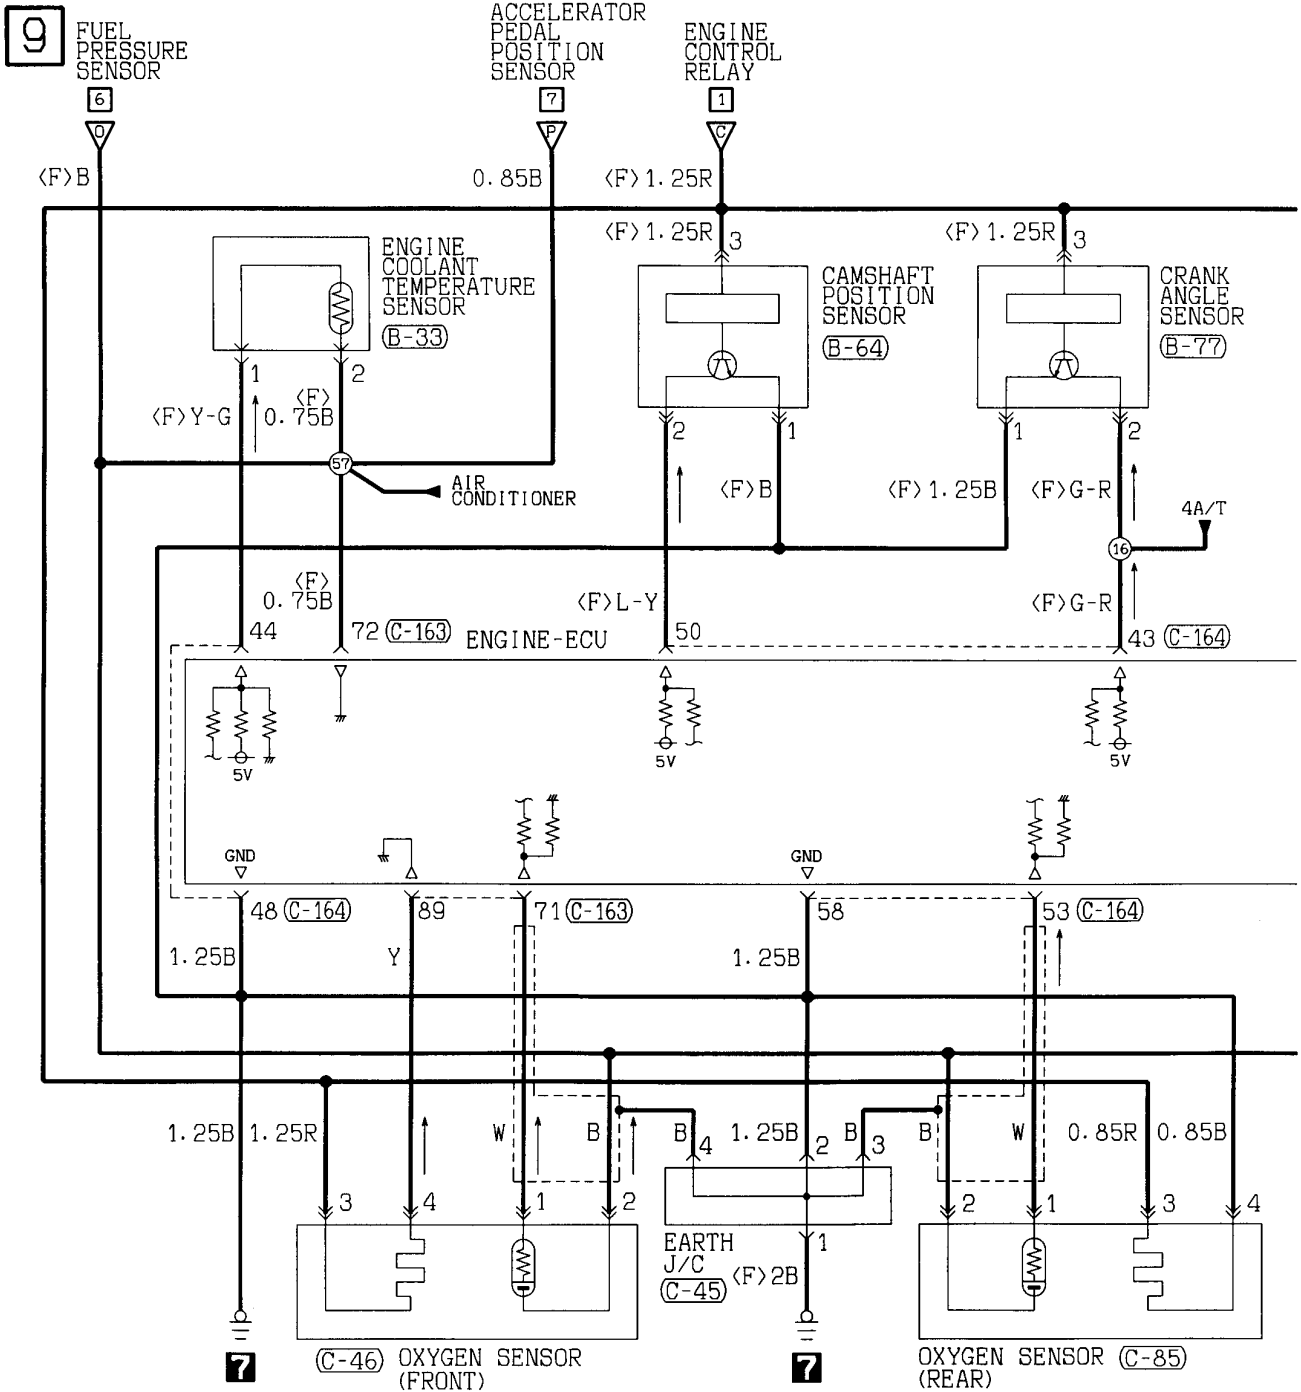 9
FUEL
PRESSURE
SENSOR
6
O
ACCELERATOR
PEDAL
POSITION
SENSOR
7
P
ENGINE
CONTROL
RELAY
1
C
<F>B
0.85B
<F>1.25R
<F>1.25R
3
<F>1.25R
3
ENGINE
COOLANT
TEMPERATURE
SENSOR
B-33
CAMSHAFT
POSITION
SENSOR
B-64
CRANK
ANGLE
SENSOR
B-77
1
2
<F>Y-G
<F>
0.75B
2
1
1
2
57
AIR
CONDITIONER
<F>B
<F>1.25B
<F>G-R
4A/T
16
<F>
0.75B
<F>L-Y
<F>G-R
44
72
C-163
ENGINE-ECU
50
43
C-164
5V
5V
5V
GND
GND
48
C-164
89
71
C-163
58
53
C-164
1.25B
Y
1.25B
1.25B
1.25R
W
B
B
4
1.25B
2
B
3
B
W
0.85R
0.85B
3
4
1
2
2
1
3
4
EARTH
J/C
C-45
1
<F>2B
7
C-46
OXYGEN SENSOR
(FRONT)
7
OXYGEN SENSOR
(REAR)
C-85